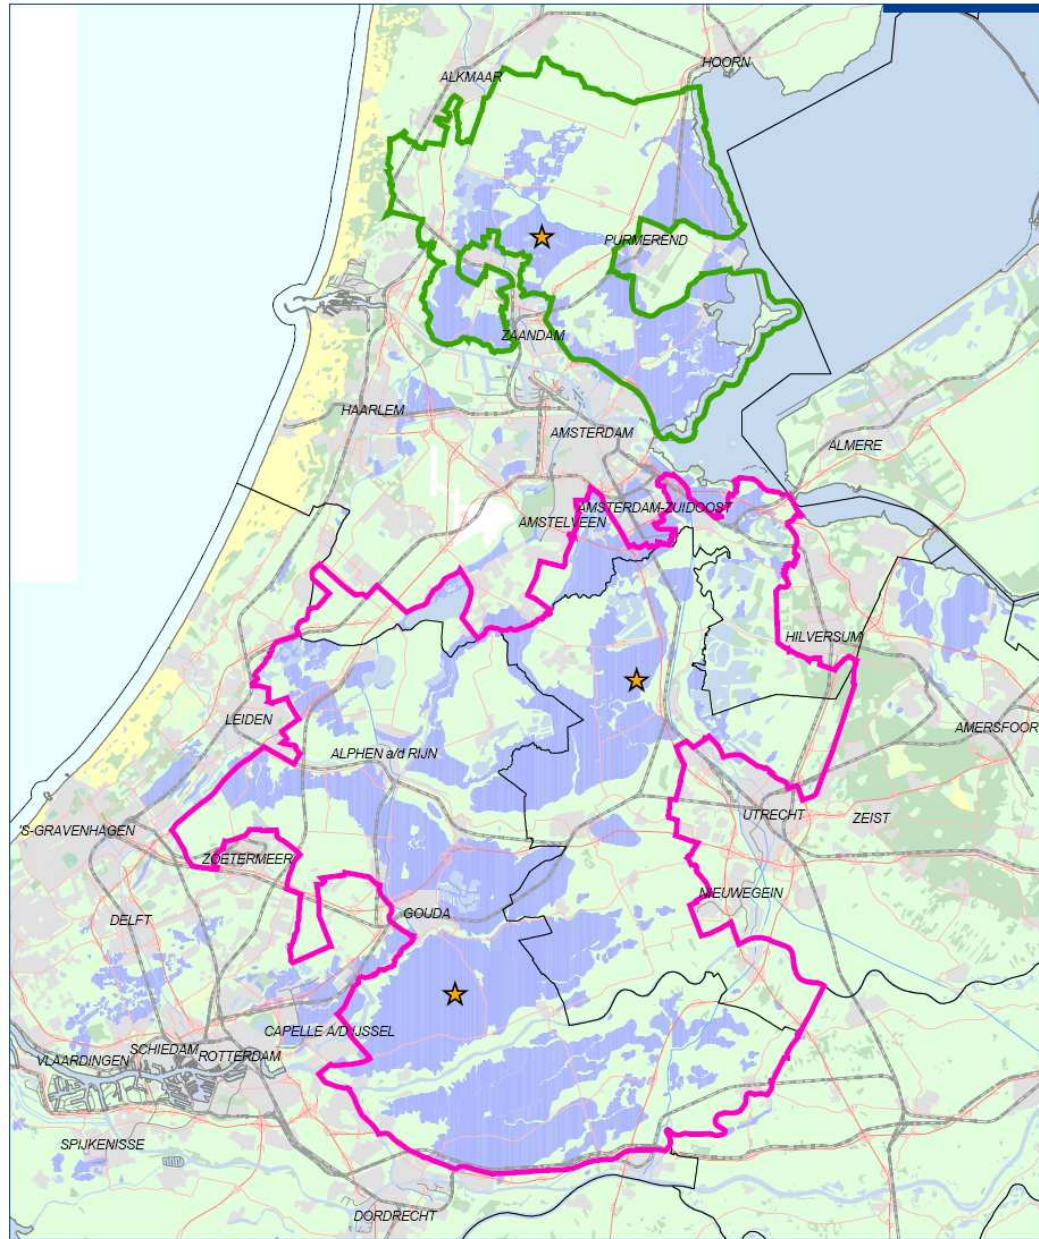 HOORN
ALKMAAR
PURMEREND
ZAANDAM
HAARLEM
AMSTERDAM
ALMERE
AMSTERDAM-ZUIDOOST
AMSTELVEEN
HILVERSUM
LEIDEN
AMERSFOOR
ALPHEN a/d RIJN
UTRECHT
ZEIST
'S-GRAVENHAGEN
ZOETERMEER
NIEUWEGEIN
GOUDA
DELFT
CAPELLE A/D IJSSEL
SCHIEDAM
ROTTERDAM
VLAARDINGEN
SPIJKENISSE
DORDRECHT